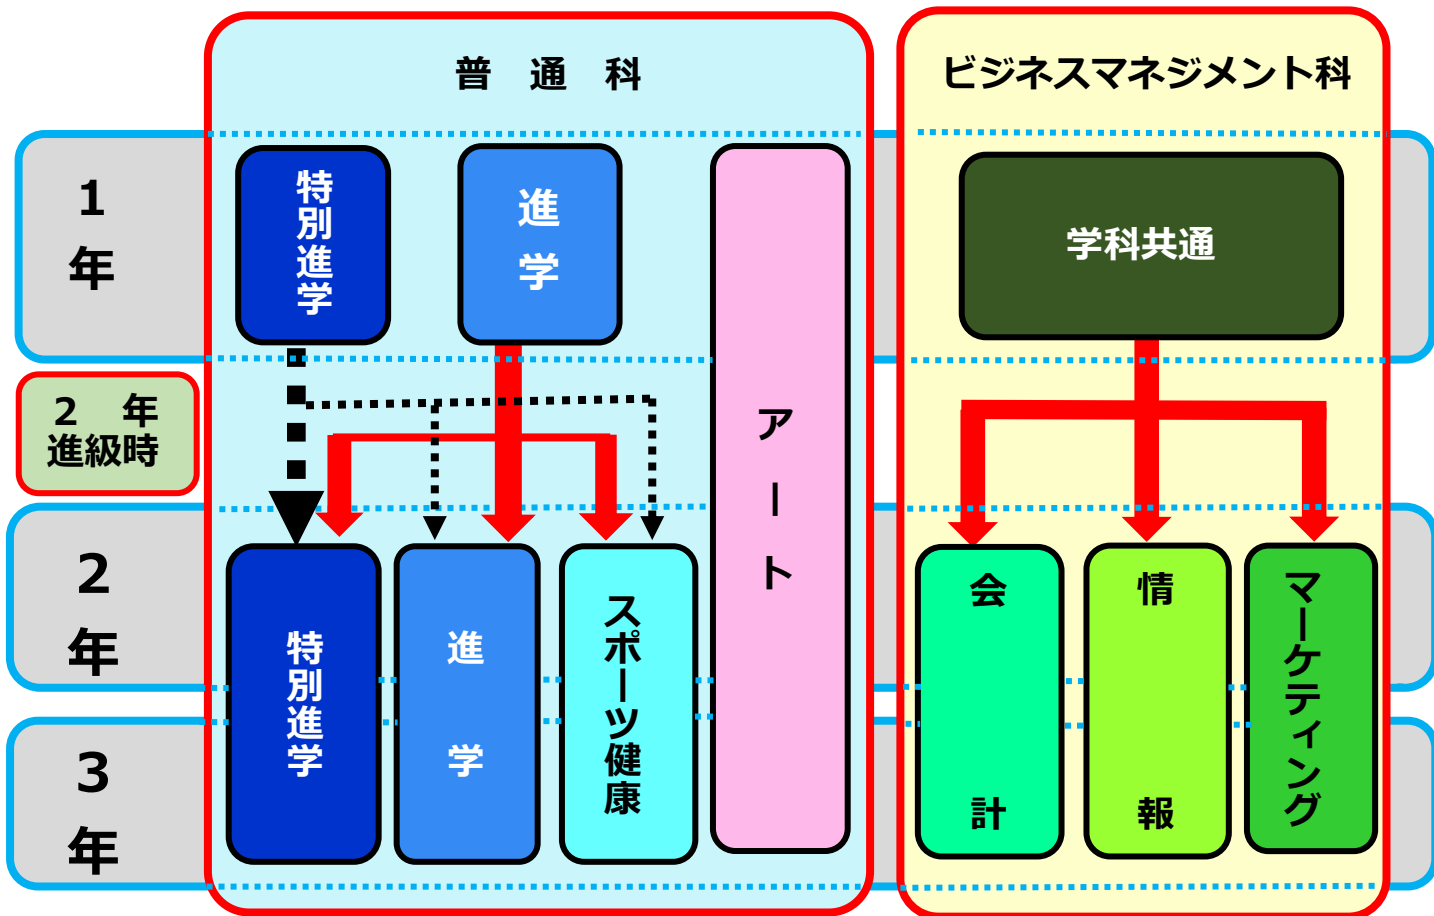 普 通 科
ビジネスマネジメント科
1
年
特別進学
進
学
アート
学科共通
2 年
進級時
2
年
特別進学
進
学
スポーツ健康
会
計
情
報
マーケティング
3
年